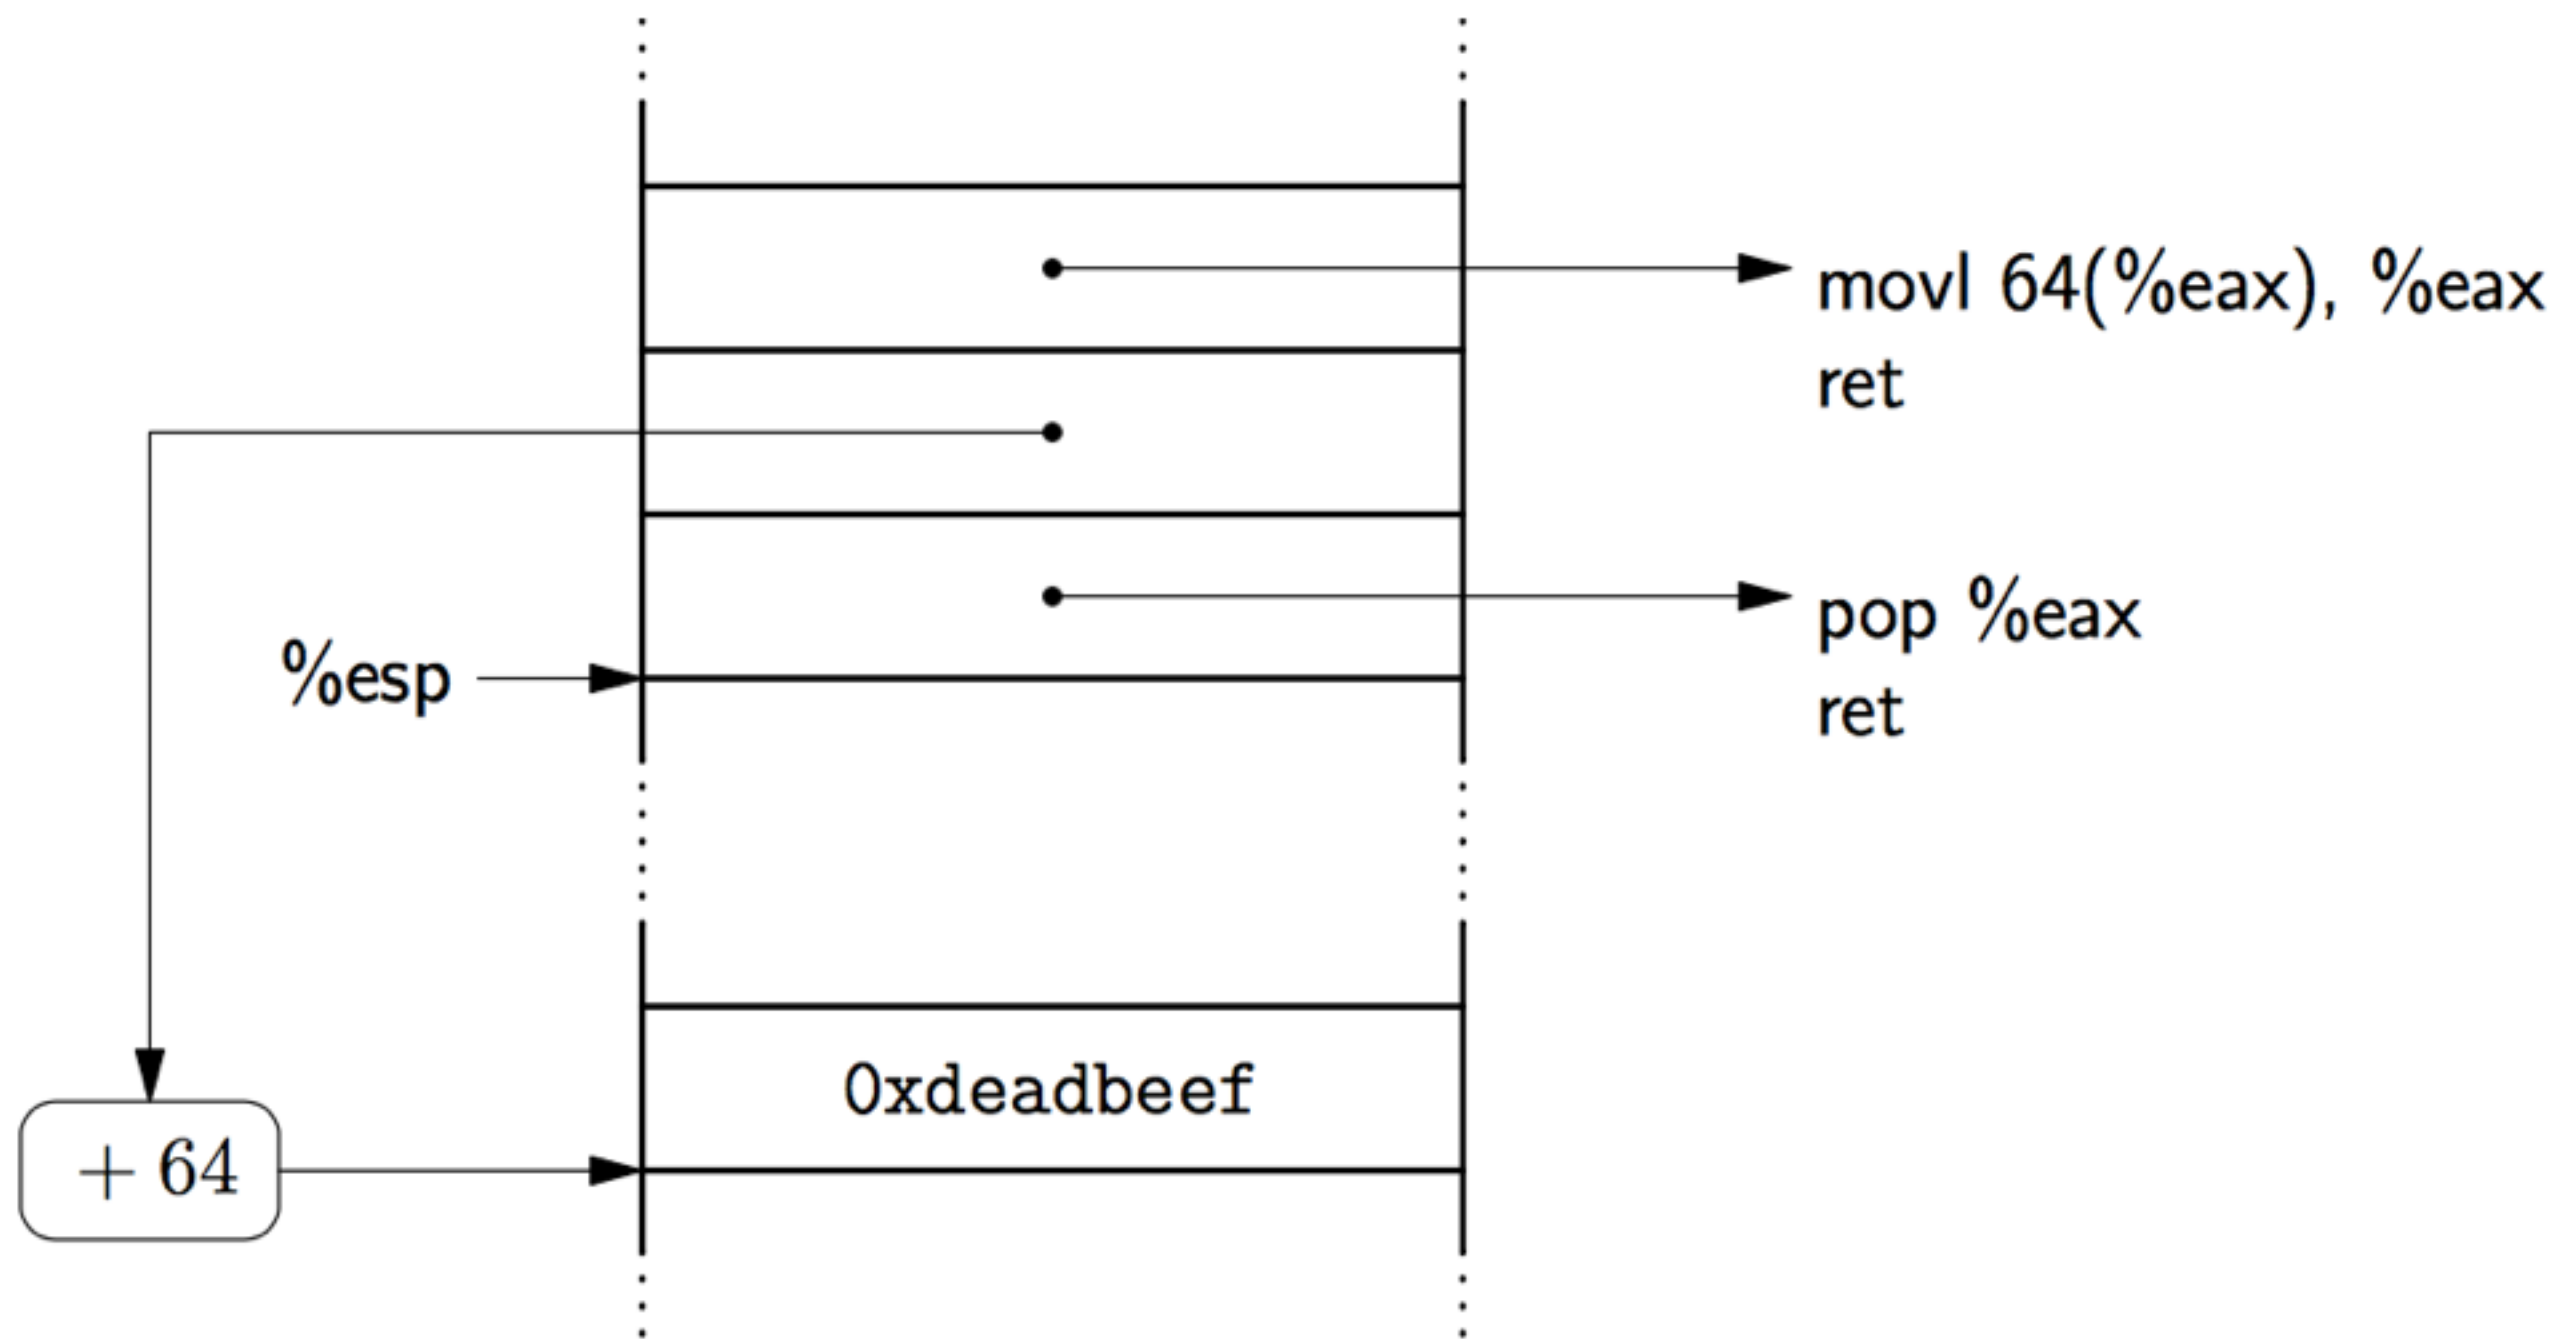 movl 64(%eax), %eax
ret
pop %eax
%esp
ret
0xdeadbeef
+ 64